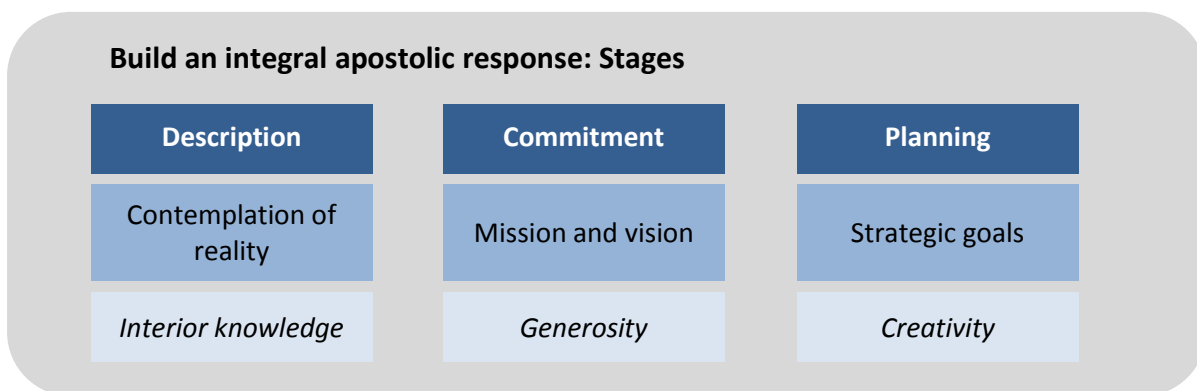 Build an integral apostolic response: Stages
Description
Commitment
Planning
Contemplation of
reality
Mission and vision
Strategic goals
Interior knowledge
Generosity
Creativity